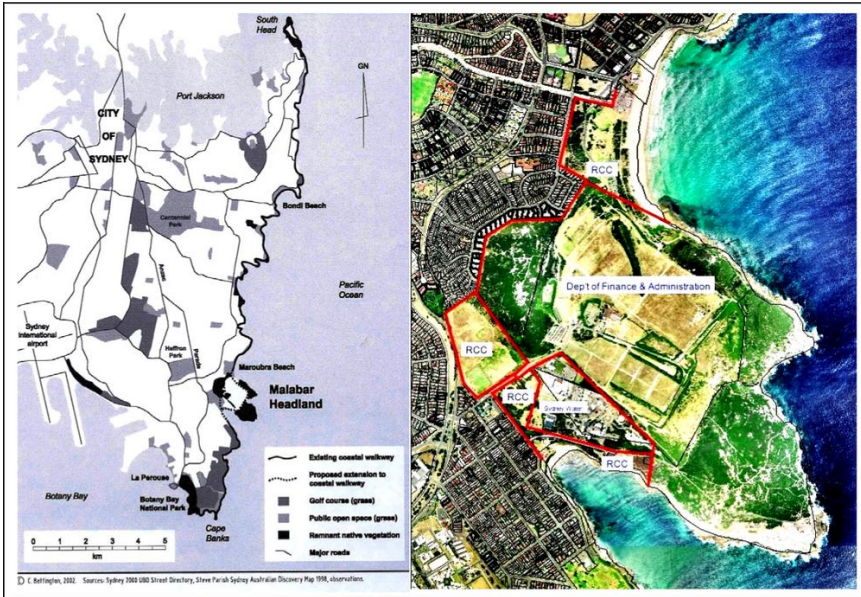 South
Head
GN
Port Jackson
CITY
OF
SYDNEY
Bondi Beach
Centennial
Park
Anzac
Pacific
Ocean
Sydney
International
airport
Heffron
Park
Parade
Maroubra Beach
Malabar
Headland
La Perouse
Botany Bay
Botany Bay
National Park
Cape
Banks
Existing coastal walkway
Proposed extension to
coastal walkway
Golf course (grass)
Public open space (grass)
Remnant native vegetation
Major roads
0 1 2 3 4 5
km
C. Bettington, 2002. Sources: Sydney 2000 UBD Street Directory, Steve Parish Sydney Australian Discovery Map 1998, observations.
RCC
Dep't of Finance & Administration
RCC
RCC
Sydney Water
RCC